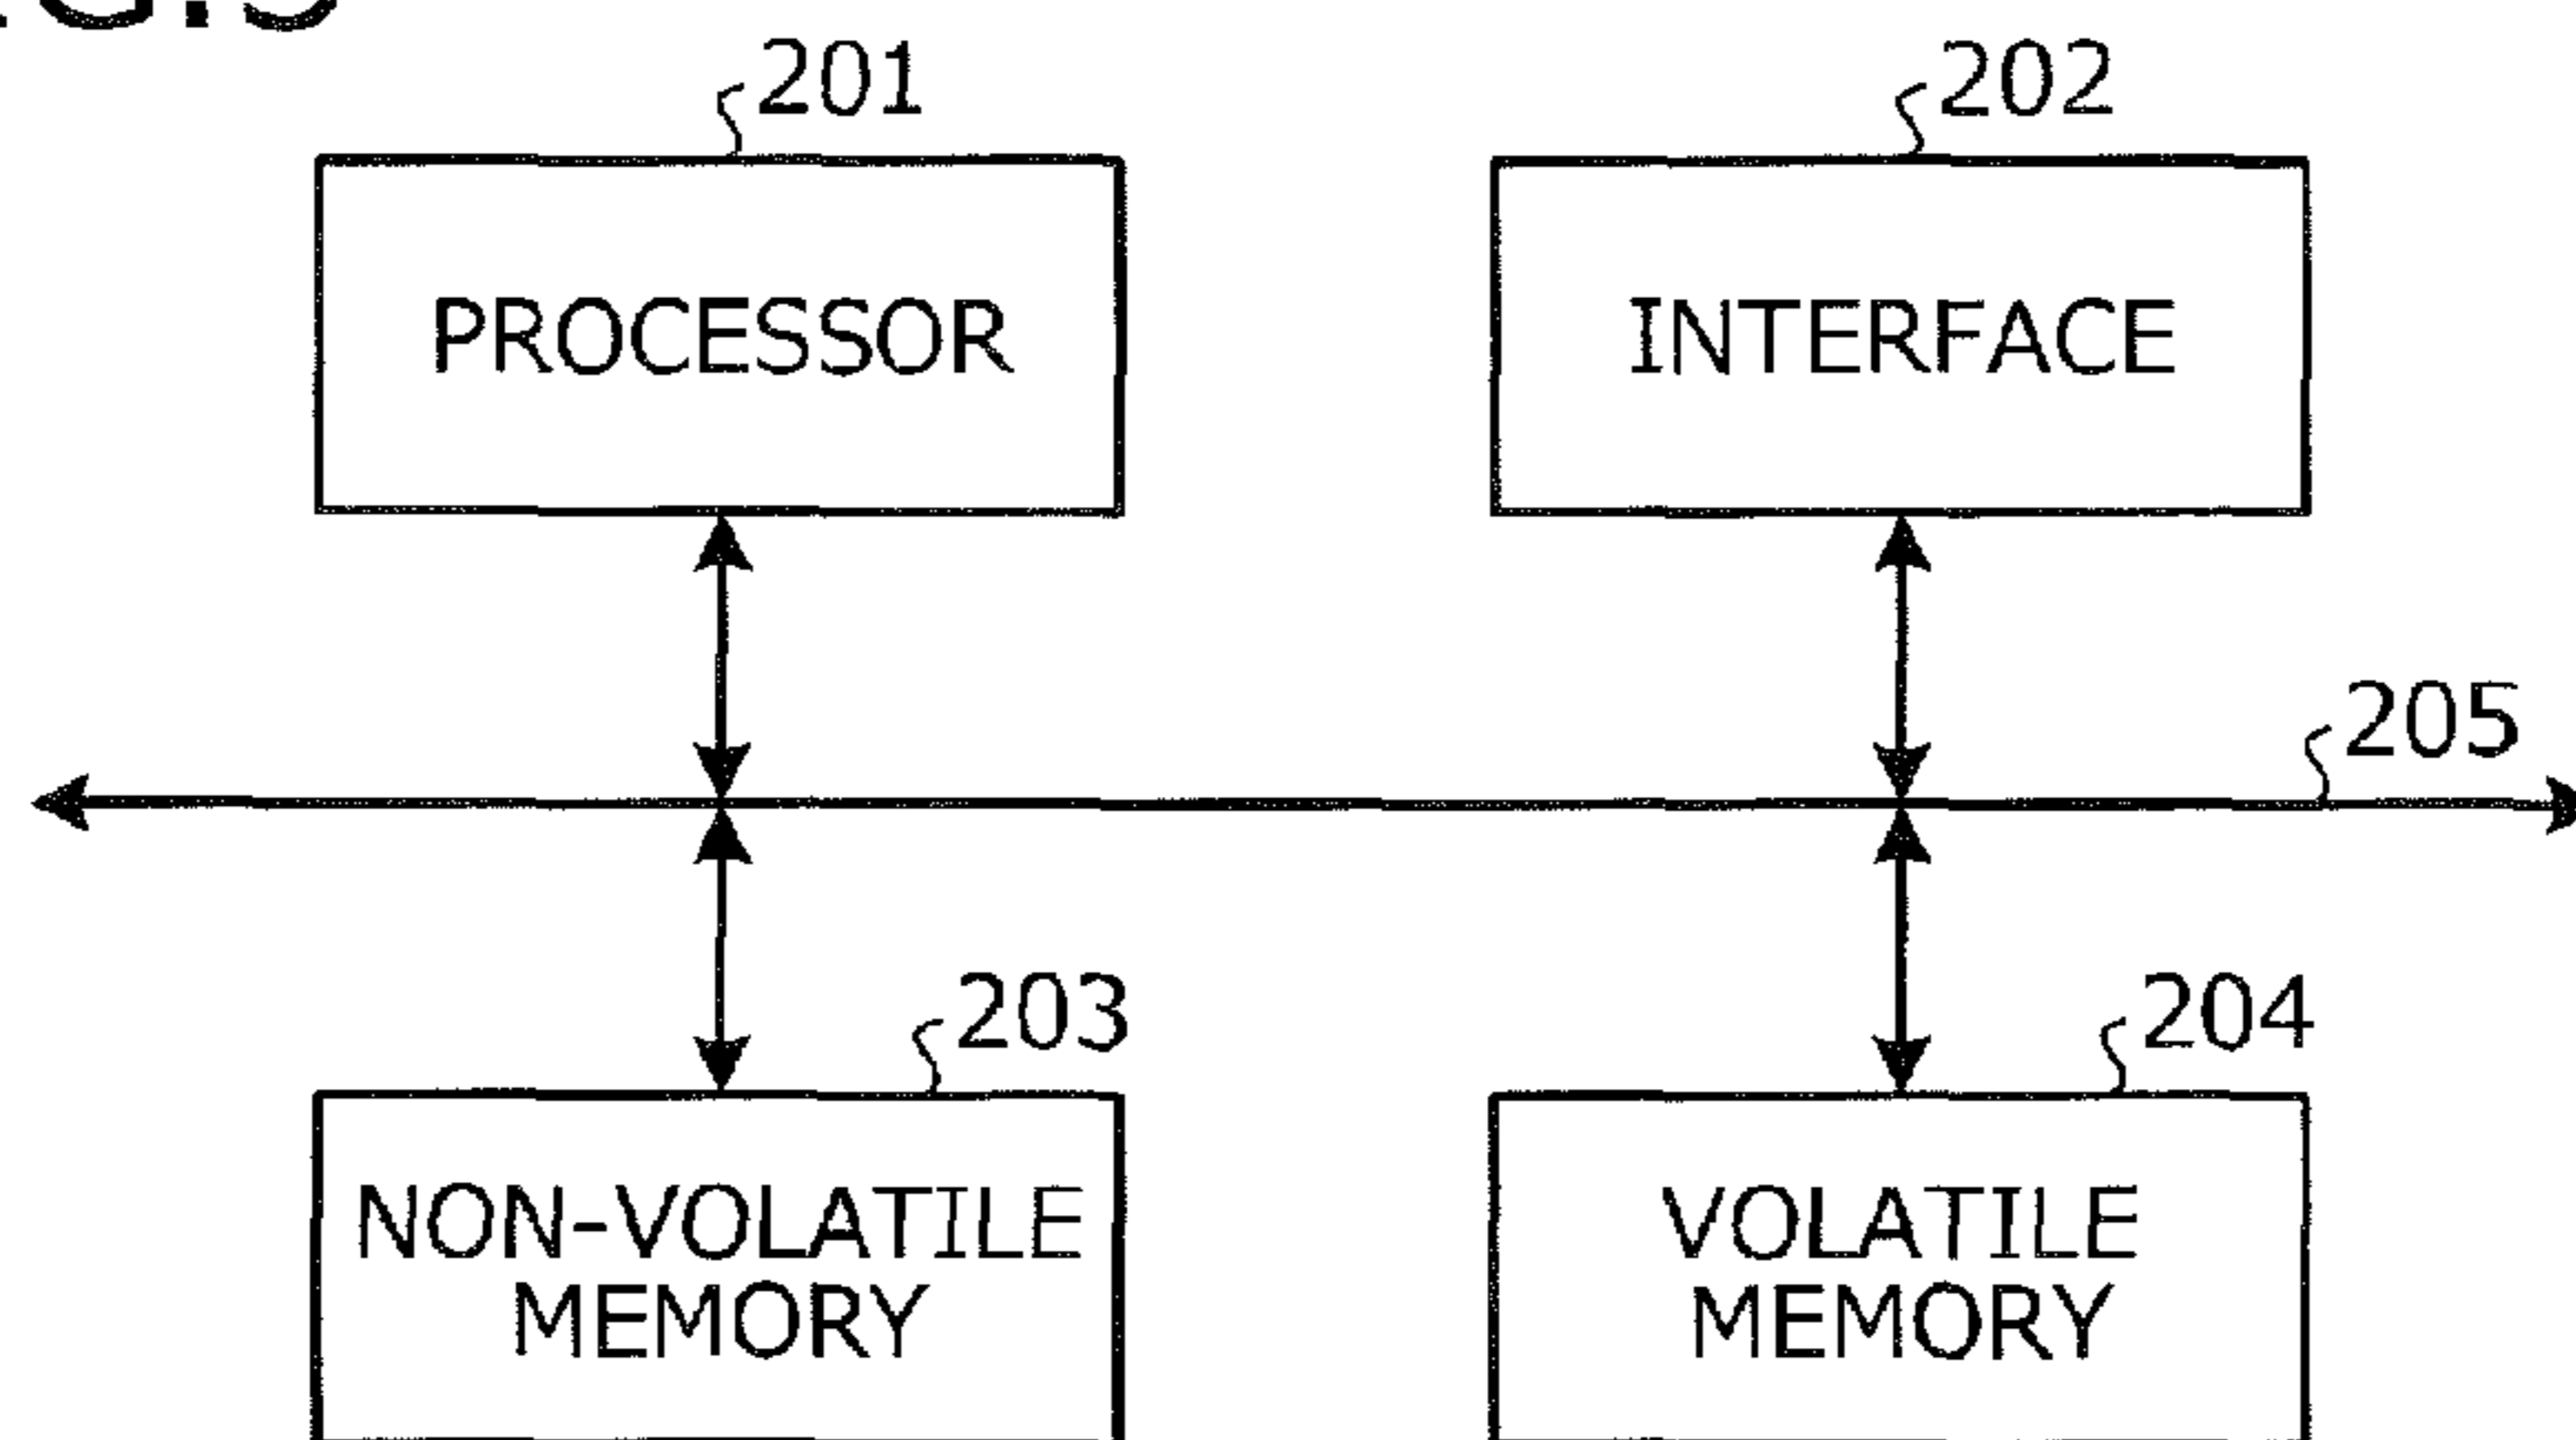 201
202
PROCESSOR
INTERFACE
205
203
204
NON-VOLATILE
MEMORY
VOLATILE
MEMORY